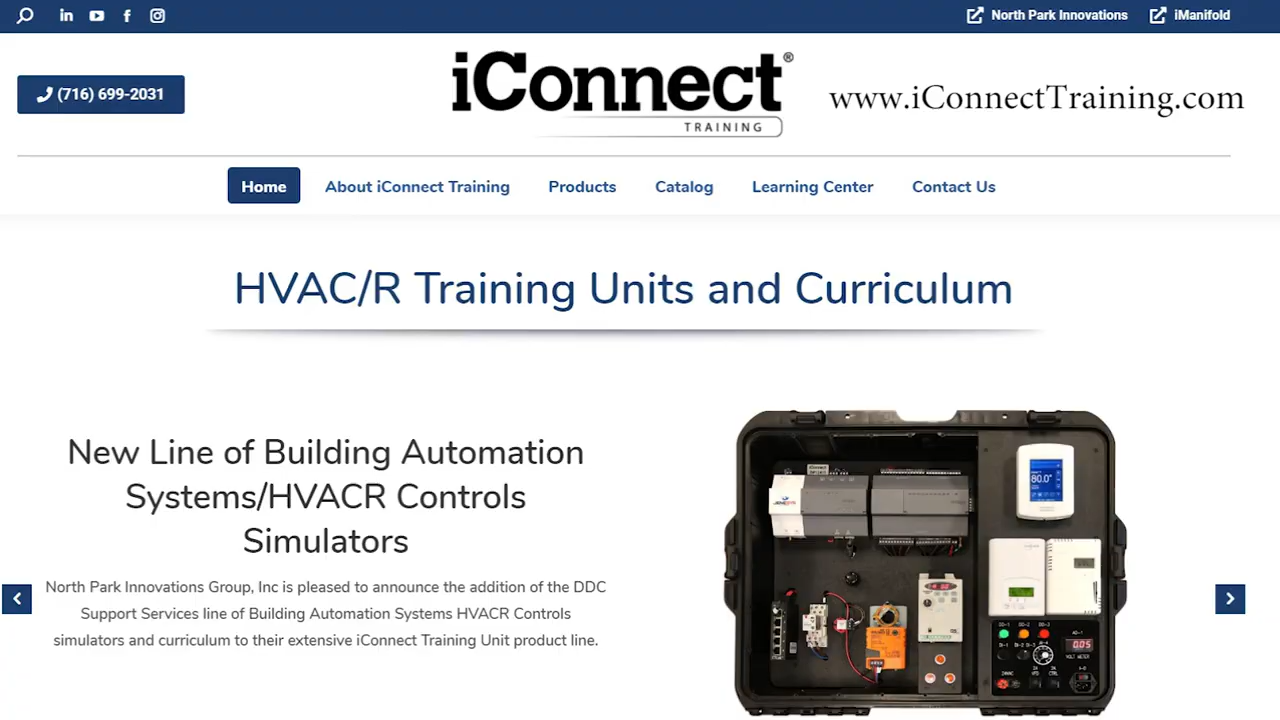 North Park Innovations
iManifold
(716) 699-2031
iConnect®
TRAINING
www.iConnectTraining.com
Home
About iConnect Training
Products
Catalog
Learning Center
Contact Us
HVAC/R Training Units and Curriculum
New Line of Building Automation
Systems/HVACR Controls
Simulators
North Park Innovations Group, Inc is pleased to announce the addition of the DDC
Support Services line of Building Automation Systems HVACR Controls
simulators and curriculum to their extensive iConnect Training Unit product line.
80.0°
0.05
VOLT METER